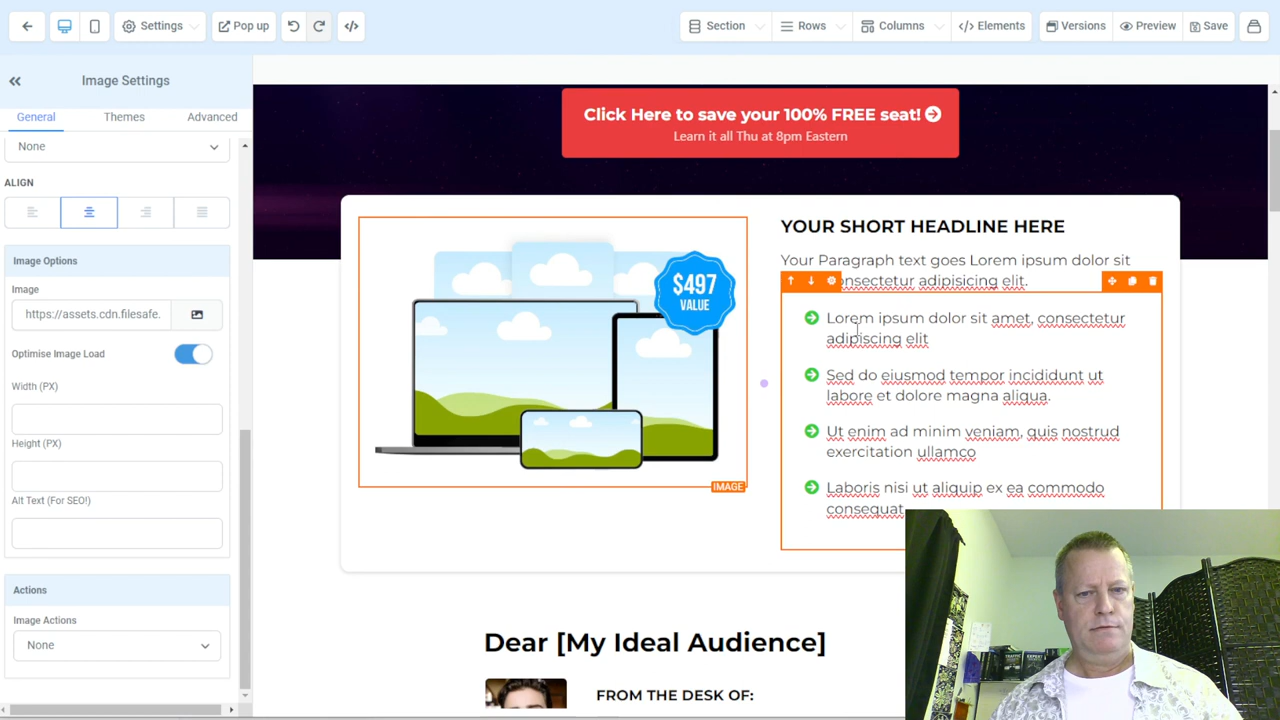 Settings
Pop up
Section
Rows
Columns
Elements
Versions
Preview
Save
Image Settings
General
Themes
Advanced
None
ALIGN
Image Options
Image
https://assets.cdn.filesafe.
Optimise Image Load
Width (PX)
Height (PX)
Alt Text (For SEO!)
Actions
Image Actions
None
Click Here to save your 100% FREE seat!
Learn it all Thu at 8pm Eastern
$497
VALUE
IMAGE
YOUR SHORT HEADLINE HERE
Your Paragraph text goes Lorem ipsum dolor sit
consectetur adipisicing elit.
Lorem ipsum dolor sit amet, consectetur
adipiscing elit
Sed do eiusmod tempor incididunt ut
labore et dolore magna aliqua.
Ut enim ad minim veniam, quis nostrud
exercitation ullamco
Laboris nisi ut aliquip ex ea commodo
consequat
Dear [My Ideal Audience]
FROM THE DESK OF: